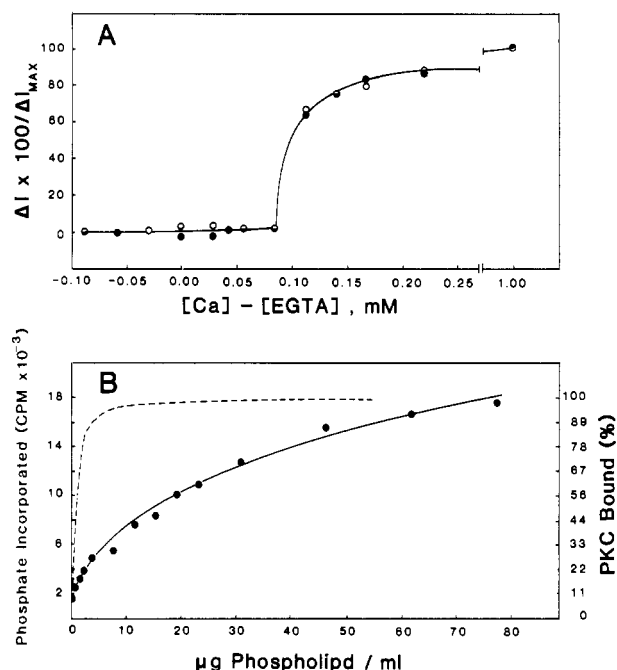 A
ΔI x 100/ΔI MAX
100
80
60
40
20
0
-0.10 -0.05 0.00 0.05 0.10 0.15 0.20 0.25 1.00
[Ca] – [EGTA] , mM
B
Phosphate Incorporated (CPM x10⁻³)
18
14
10
6
2
100
89
78
67
56
44
33
22
11
0
PKC Bound (%)
0 10 20 30 40 50 60 70 80
µg Phospholipd / ml